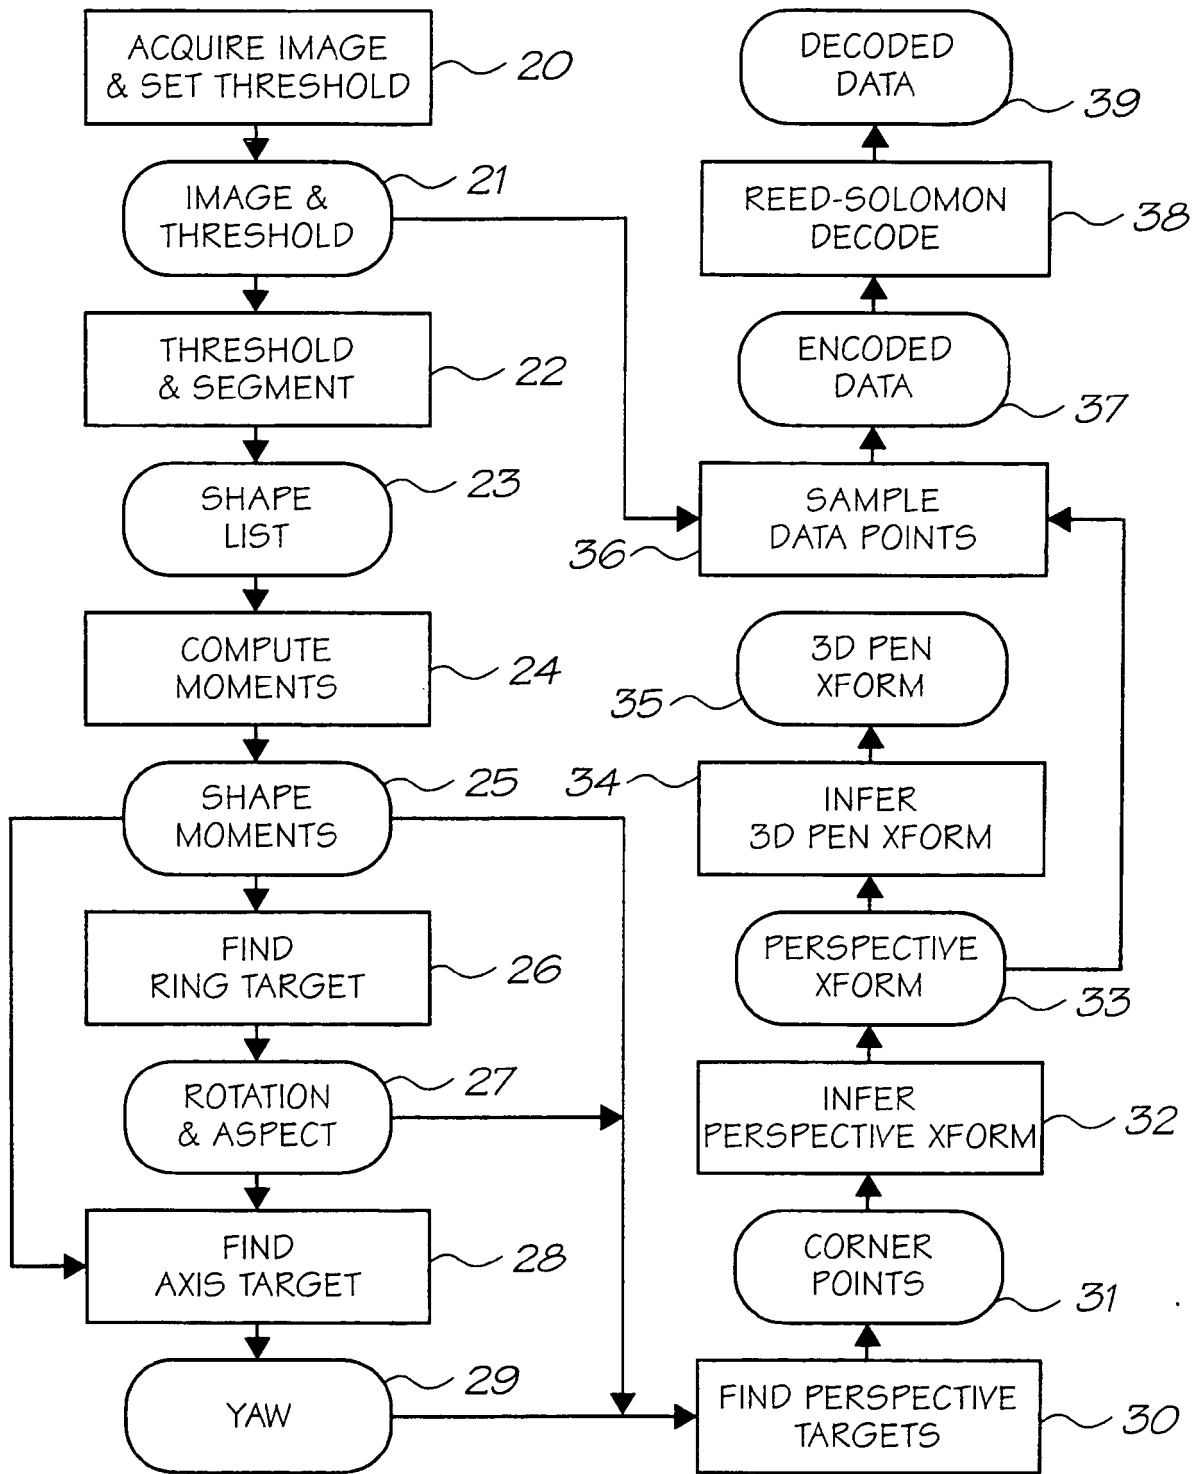 ACQUIRE IMAGE
& SET THRESHOLD
20
IMAGE &
THRESHOLD
21
THRESHOLD
& SEGMENT
22
SHAPE
LIST
23
COMPUTE
MOMENTS
24
SHAPE
MOMENTS
25
FIND
RING TARGET
26
ROTATION
& ASPECT
27
FIND
AXIS TARGET
28
YAW
29
FIND PERSPECTIVE
TARGETS
30
CORNER
POINTS
31
INFER
PERSPECTIVE XFORM
32
PERSPECTIVE
XFORM
33
INFER
3D PEN XFORM
34
3D PEN
XFORM
35
SAMPLE
DATA POINTS
36
ENCODED
DATA
37
REED-SOLOMON
DECODE
38
DECODED
DATA
39